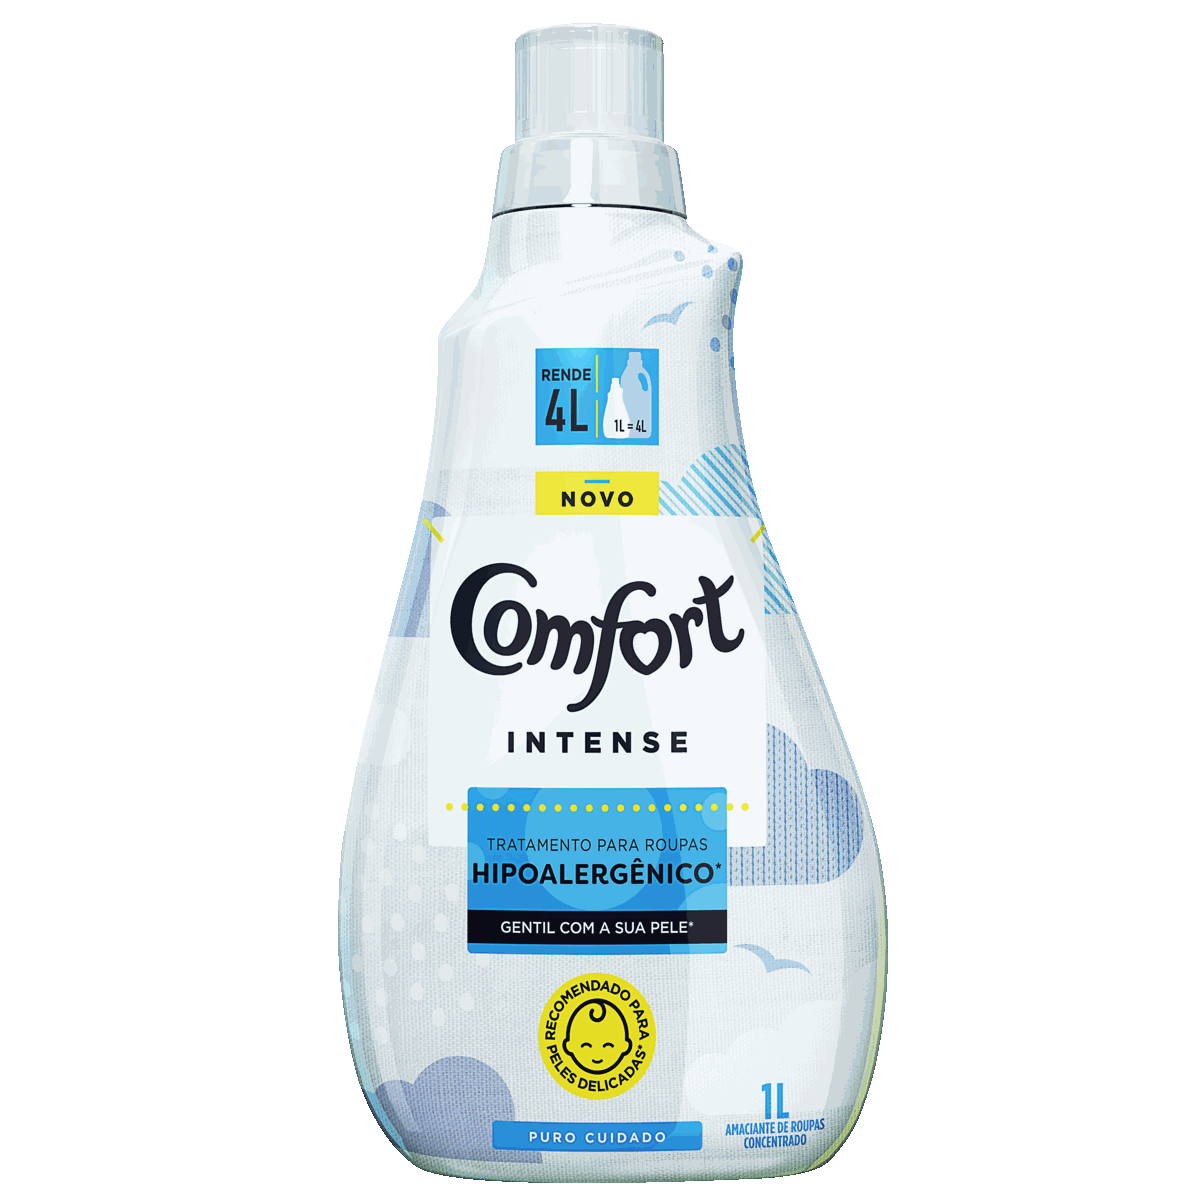 RENDE
4L
1L = 4L
NOVO
Comfort
INTENSE
TRATAMENTO PARA ROUPAS
HIPOALERGÊNICO*
GENTIL COM A SUA PELE*
RECOMENDADO PARA
PELES DELICADAS*
PURO CUIDADO
1L
AMACIANTE DE ROUPAS
CONCENTRADO